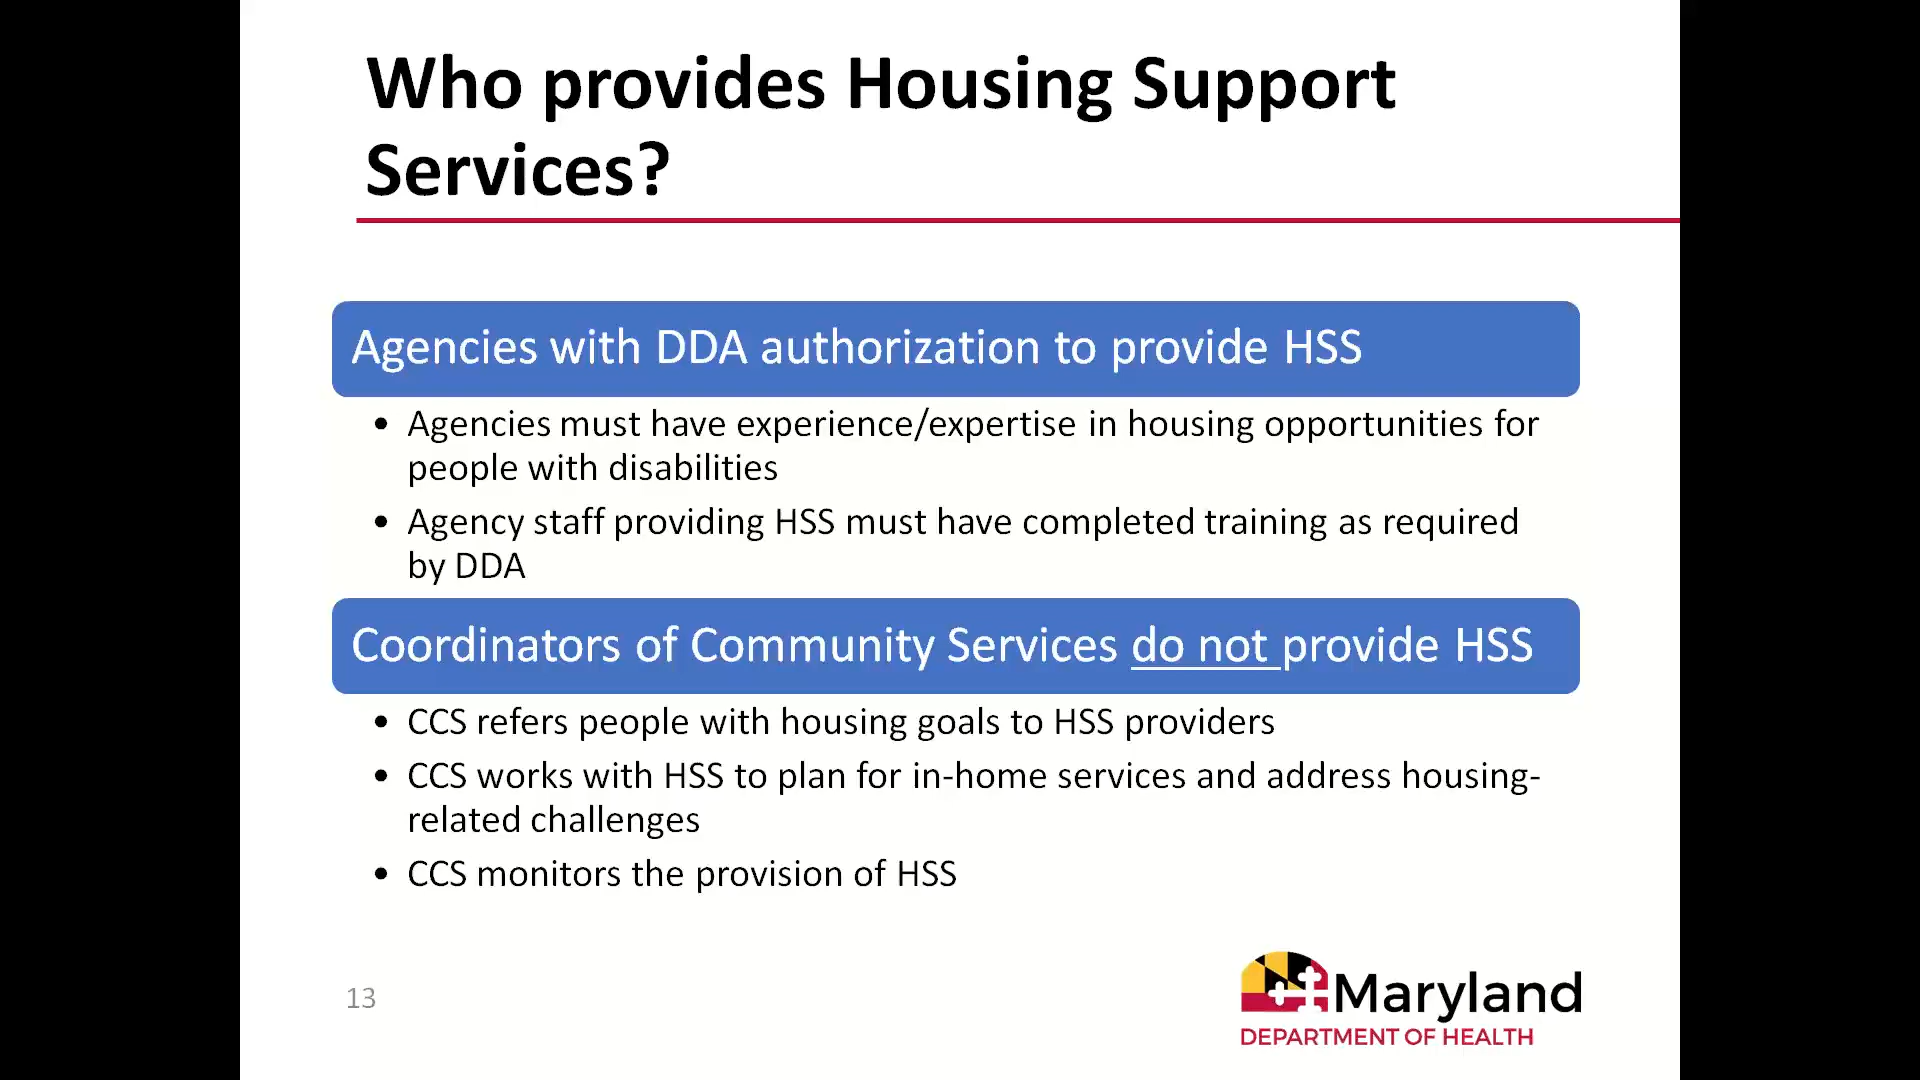 Who provides Housing Support
Services?
Agencies with DDA authorization to provide HSS
• Agencies must have experience/expertise in housing opportunities for
people with disabilities
• Agency staff providing HSS must have completed training as required
by DDA
Coordinators of Community Services do not provide HSS
• CCS refers people with housing goals to HSS providers
• CCS works with HSS to plan for in-home services and address housing-
related challenges
• CCS monitors the provision of HSS
13
Maryland
DEPARTMENT OF HEALTH